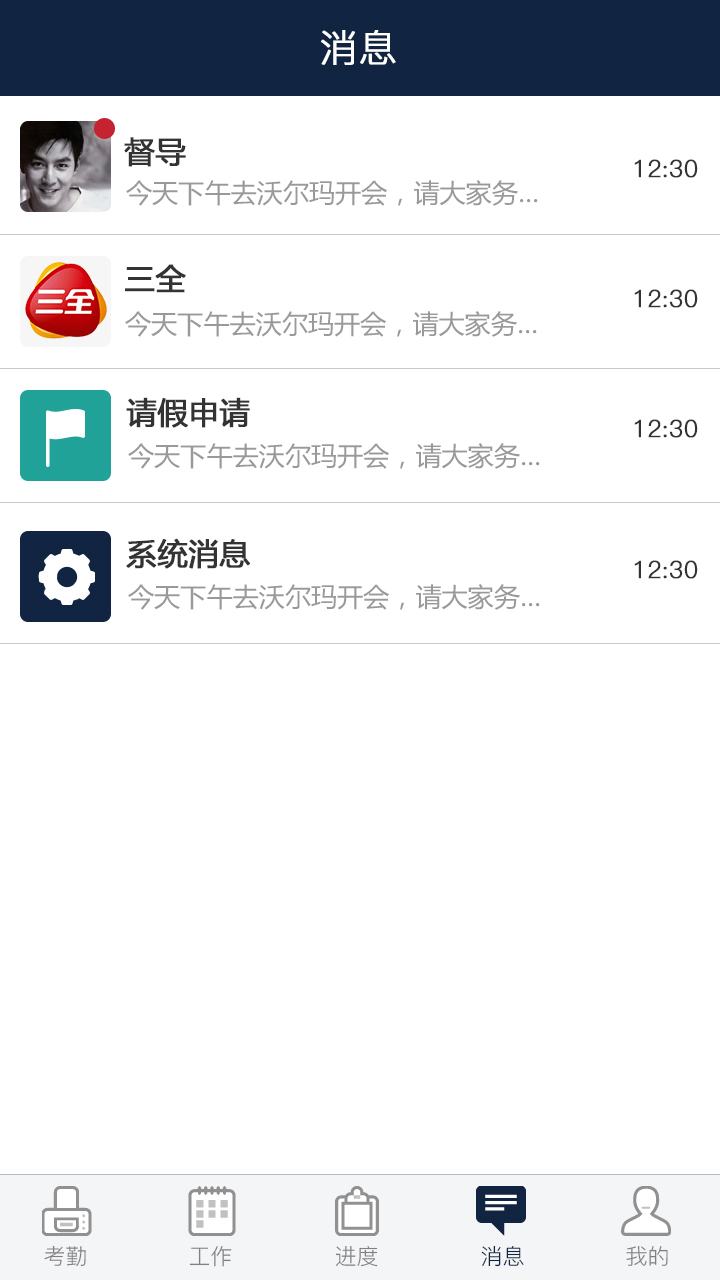 消息
督导
今天下午去沃尔玛开会，请大家务...
12:30
三全
三全
今天下午去沃尔玛开会，请大家务...
12:30
请假申请
今天下午去沃尔玛开会，请大家务...
12:30
系统消息
今天下午去沃尔玛开会，请大家务...
12:30
考勤
工作
进度
消息
我的